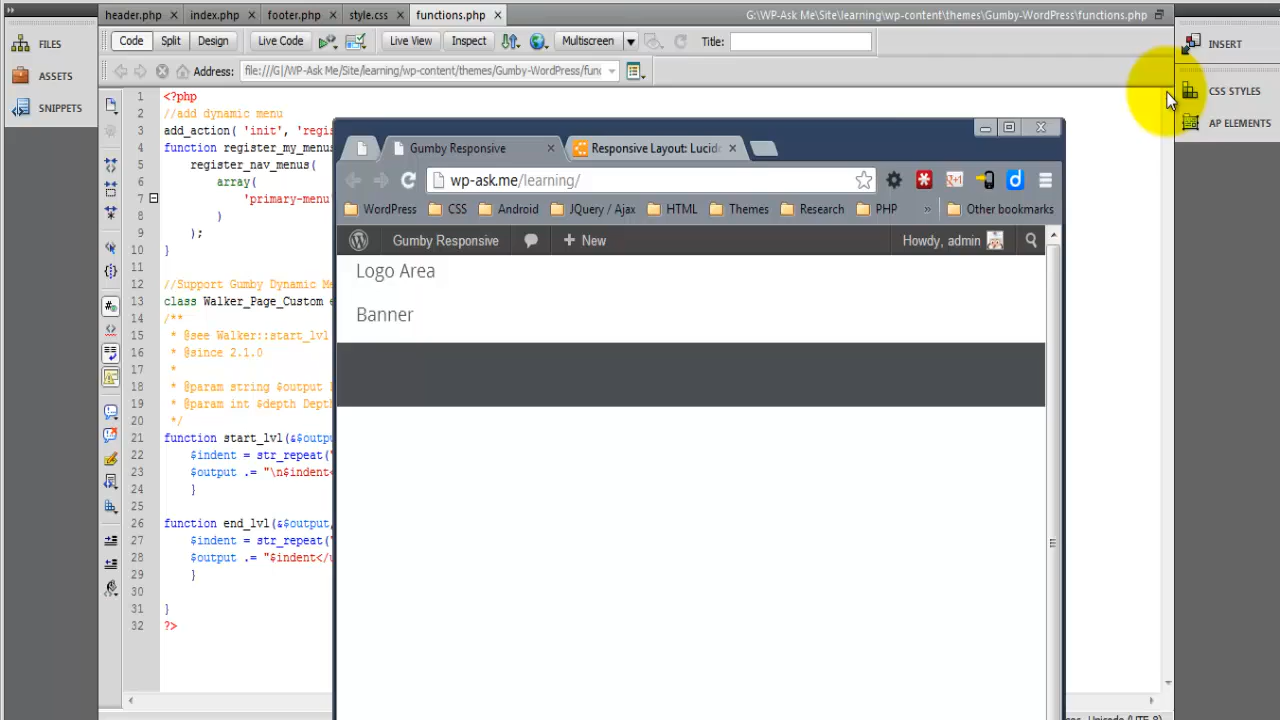 header.php
index.php
footer.php
style.css
functions.php
G:\WP-Ask Me\Site\learning\wp-content\themes\Gumby-WordPress\functions.php
FILES
ASSETS
SNIPPETS
Code Split Design Live Code Live View Inspect Multiscreen Title:
Address: file:///G|/WP-Ask Me/Site/learning/wp-content/themes/Gumby-WordPress/func
INSERT
CSS STYLES
AP ELEMENTS
1 <?php
2 //add dynamic menu
3 add_action( 'init', 'regi
4 function register_my_menus
5 register_nav_menus(
6 array(
7 'primary-menu'
8 )
9 );
10 }
11
12 //Support Gumby Dynamic Me
13 class Walker_Page_Custom e
14 /**
15 * @see Walker::start_lvl
16 * @since 2.1.0
17 *
18 * @param string $output
19 * @param int $depth Dept
20 */
21 function start_lvl(&$outpu
22 $indent = str_repeat("
23 $output .= "\n$indent<
24 }
25
26 function end_lvl(&$output,
27 $indent = str_repeat("
28 $output .= "$indent</u
29 }
30
31 }
32 ?>
Gumby Responsive
Responsive Layout: Lucid
wp-ask.me/learning/
WordPress CSS Android JQuery / Ajax HTML Themes Research PHP » Other bookmarks
Gumby Responsive + New Howdy, admin
Logo Area
Banner